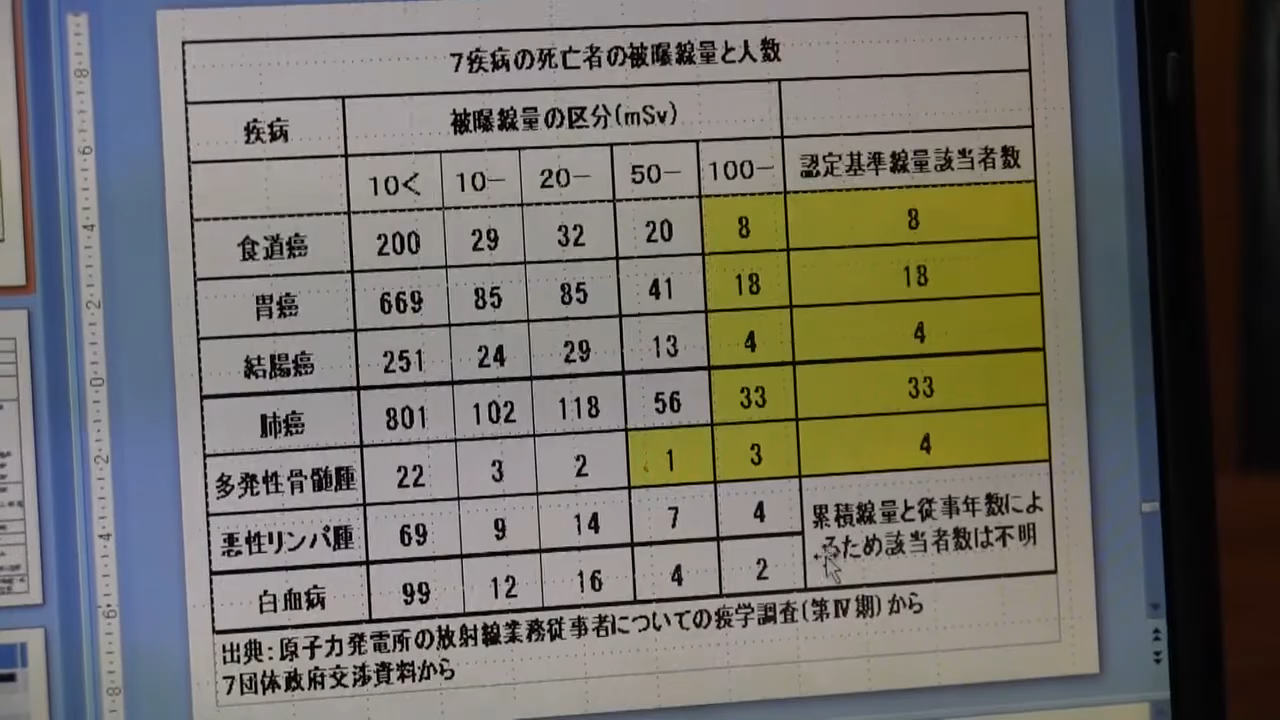 7疾病の死亡者の被曝線量と人数
疾病 被曝線量の区分(mSv)
10< 10− 20− 50− 100− 認定基準線量該当者数
食道癌 200 29 32 20 8 8
胃癌 669 85 85 41 18 18
結腸癌 251 24 29 13 4 4
肺癌 801 102 118 56 33 33
多発性骨髄腫 22 3 2 1 3 4
悪性リンパ腫 69 9 14 7 4
白血病 99 12 16 4 2
累積線量と従事年数によ
るため該当者数は不明
出典:原子力発電所の放射線業務従事者についての疫学調査(第Ⅳ期)から
7団体政府交渉資料から